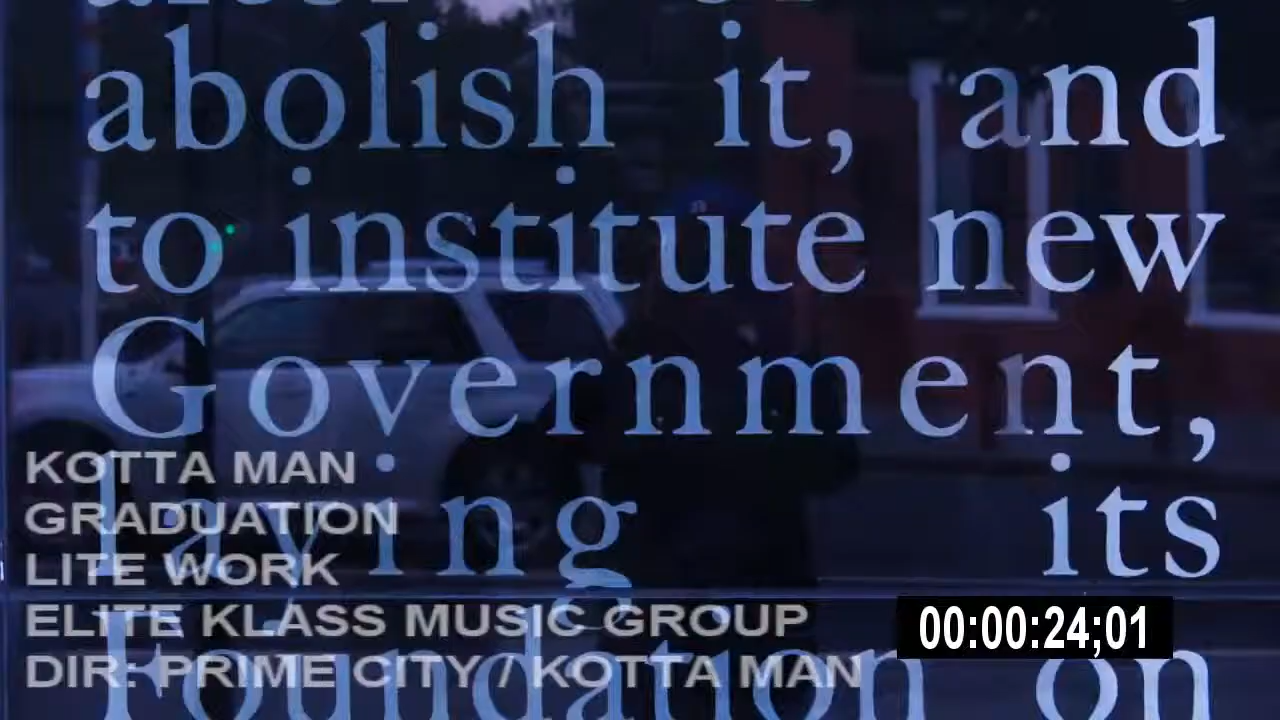 abolish it, and
to institute new
Government,
laying its
Foundation on
KOTTA MAN
GRADUATION
LITE WORK
ELITE KLASS MUSIC GROUP
DIR: PRIME CITY / KOTTA MAN
00:00:24;01